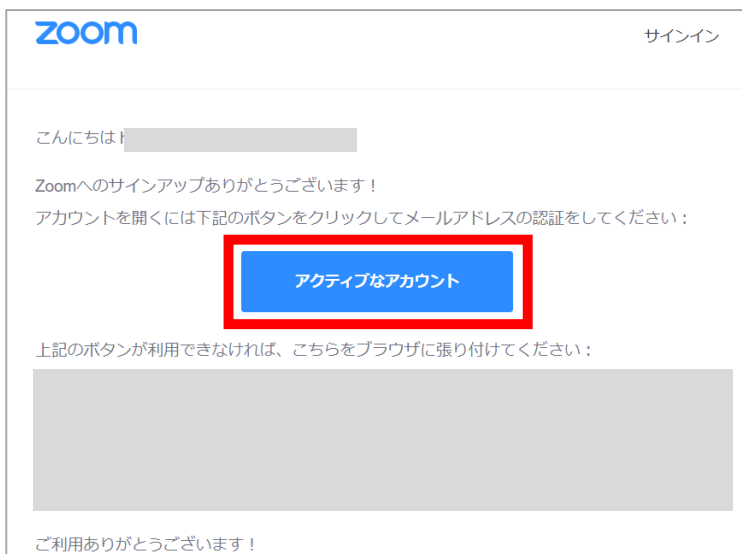 zoom
サインイン
こんにちは
Zoomへのサインアップありがとうございます！
アカウントを開くには下記のボタンをクリックしてメールアドレスの認証をしてください：
アクティブなアカウント
上記のボタンが利用できなければ、こちらをブラウザに張り付けてください：
ご利用ありがとうございます！